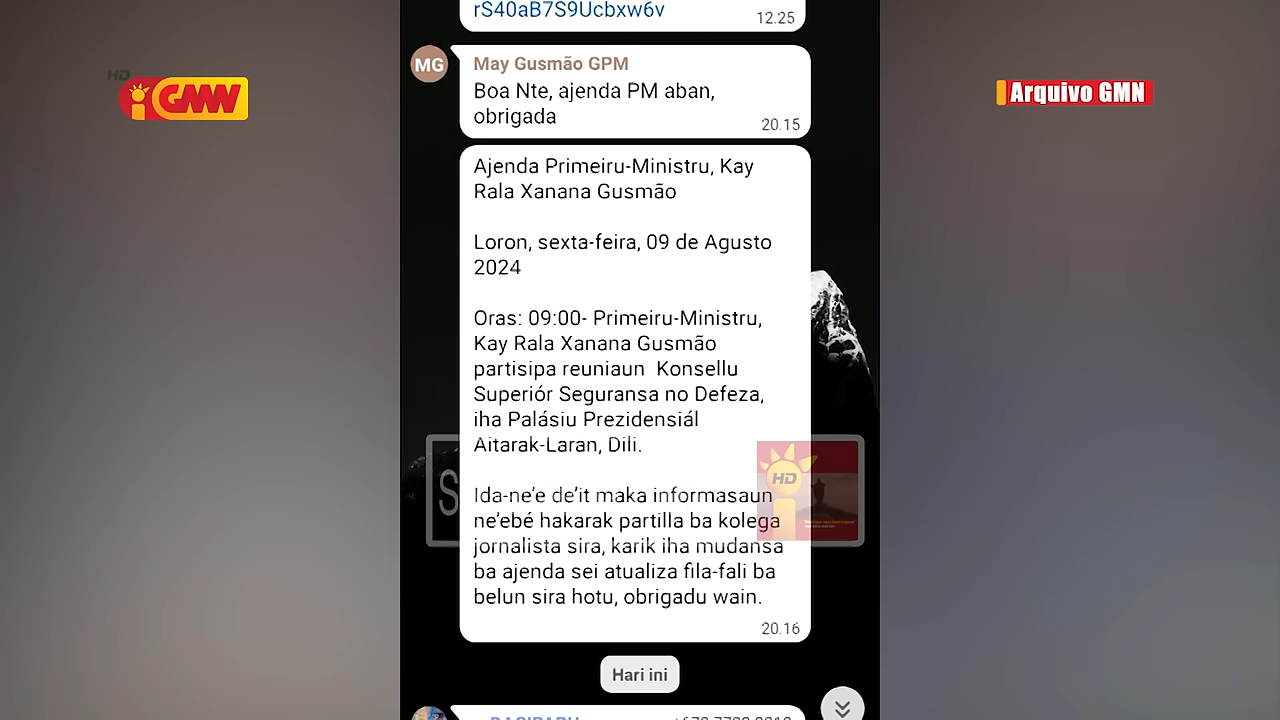 rS40aB7S9Ucbxw6v
12.25
HD
GMN
Arquivo GMN
MG
May Gusmão GPM
Boa Nte, ajenda PM aban,
obrigada
20.15
Ajenda Primeiru-Ministru, Kay
Rala Xanana Gusmão
Loron, sexta-feira, 09 de Agusto
2024
Oras: 09:00- Primeiru-Ministru,
Kay Rala Xanana Gusmão
partisipa reuniaun Konsellu
Superiór Seguransa no Defeza,
iha Palásiu Prezidensiál
Aitarak-Laran, Dili.
Ida-ne’e de’it maka informasaun
ne’ebé hakarak partilla ba kolega
jornalista sira, karik iha mudansa
ba ajenda sei atualiza fila-fali ba
belun sira hotu, obrigadu wain.
20.16
HD
Hari ini